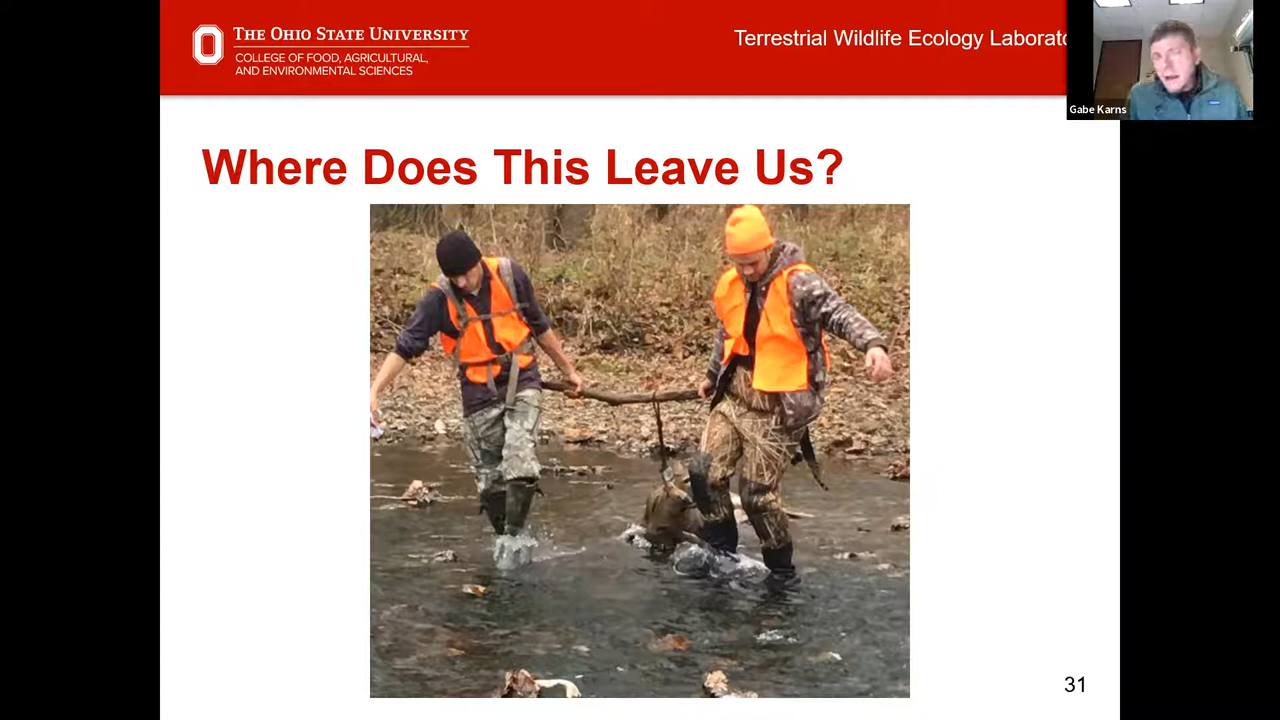 THE OHIO STATE UNIVERSITY
COLLEGE OF FOOD, AGRICULTURAL,
AND ENVIRONMENTAL SCIENCES
Terrestrial Wildlife Ecology
Gabe Karns
Where Does This Leave Us?
31